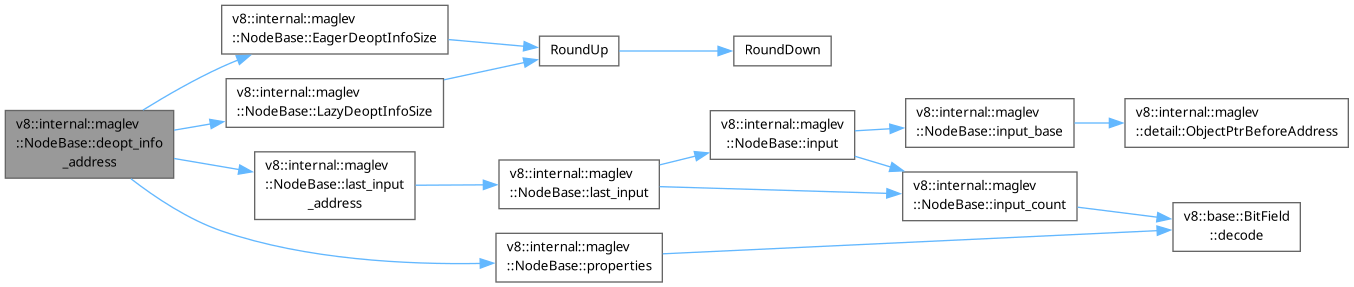 v8::internal::maglev
::NodeBase::deopt_info
_address
v8::internal::maglev
::NodeBase::EagerDeoptInfoSize
v8::internal::maglev
::NodeBase::LazyDeoptInfoSize
v8::internal::maglev
::NodeBase::last_input
_address
v8::internal::maglev
::NodeBase::properties
RoundUp
v8::internal::maglev
::NodeBase::last_input
RoundDown
v8::internal::maglev
::NodeBase::input
v8::internal::maglev
::NodeBase::input_base
v8::internal::maglev
::NodeBase::input_count
v8::internal::maglev
::detail::ObjectPtrBeforeAddress
v8::base::BitField
::decode